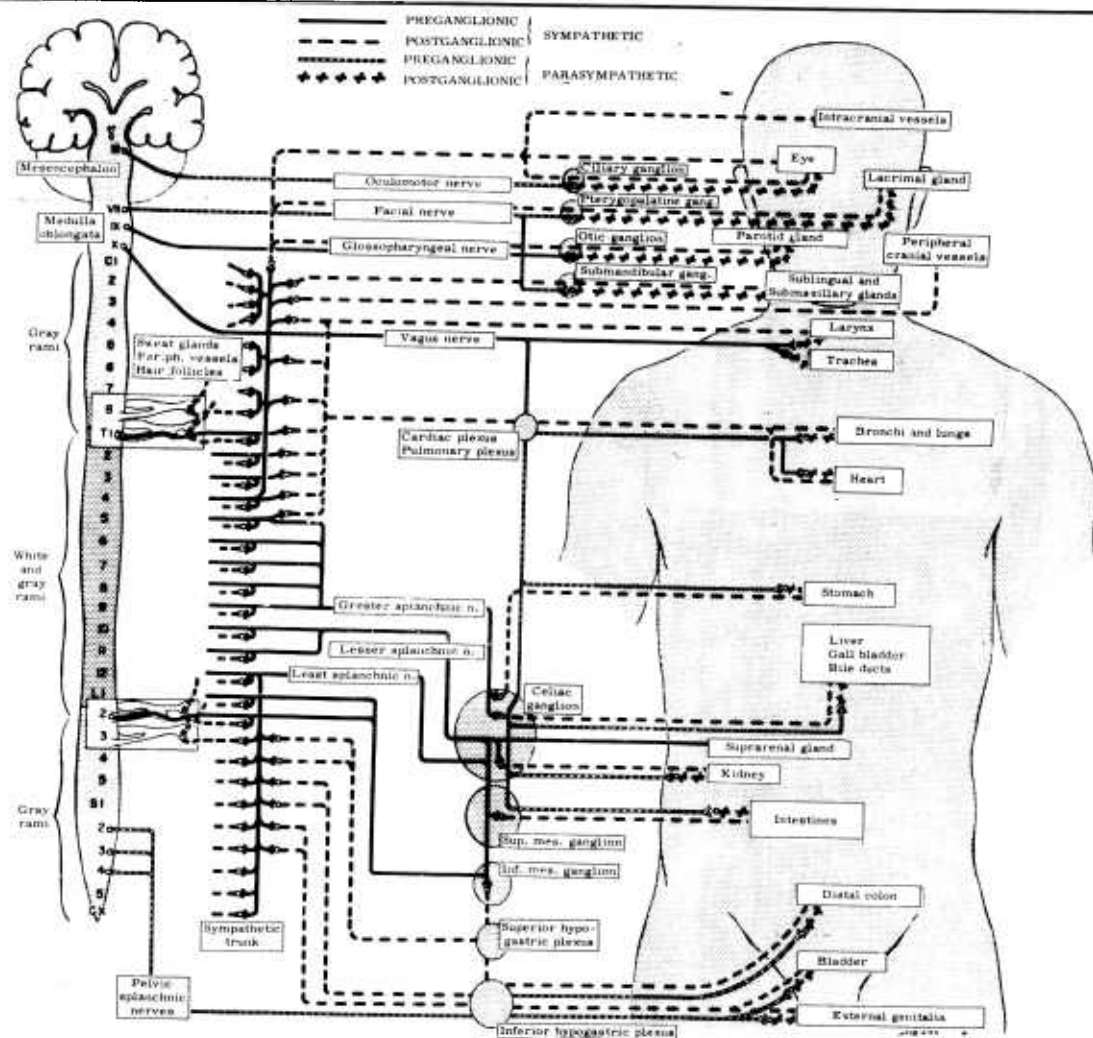 PREGANGLIONIC
POSTGANGLIONIC
SYMPATHETIC
PREGANGLIONIC
POSTGANGLIONIC
PARASYMPATHETIC
Mesencephalon
Medulla
oblongata
VII
IX
X
C1
2
3
4
5
6
7
8
T1
2
3
4
5
6
7
8
9
10
11
12
L1
2
3
4
5
S1
2
3
4
5
Gray
rami
White
and
gray
rami
Gray
rami
Sweat glands
Periph. vessels
Hair follicles
Oculomotor nerve
Facial nerve
Glossopharyngeal nerve
Vagus nerve
Ciliary ganglion
Pterygopalatine gang.
Otic ganglion
Submandibular gang.
Intracranial vessels
Eye
Lacrimal gland
Parotid gland
Peripheral
cranial vessels
Sublingual and
Submaxillary glands
Larynx
Trachea
Cardiac plexus
Pulmonary plexus
Bronchi and lungs
Heart
Greater splanchnic n.
Lesser splanchnic n.
Least splanchnic n.
Stomach
Liver
Gall bladder
Bile ducts
Celiac
ganglion
Suprarenal gland
Kidney
Intestines
Sup. mes. ganglion
Inf. mes. ganglion
Superior hypo-
gastric plexus
Sympathetic
trunk
Pelvic
splanchnic
nerves
Inferior hypogastric plexus
Distal colon
Bladder
External genitalia